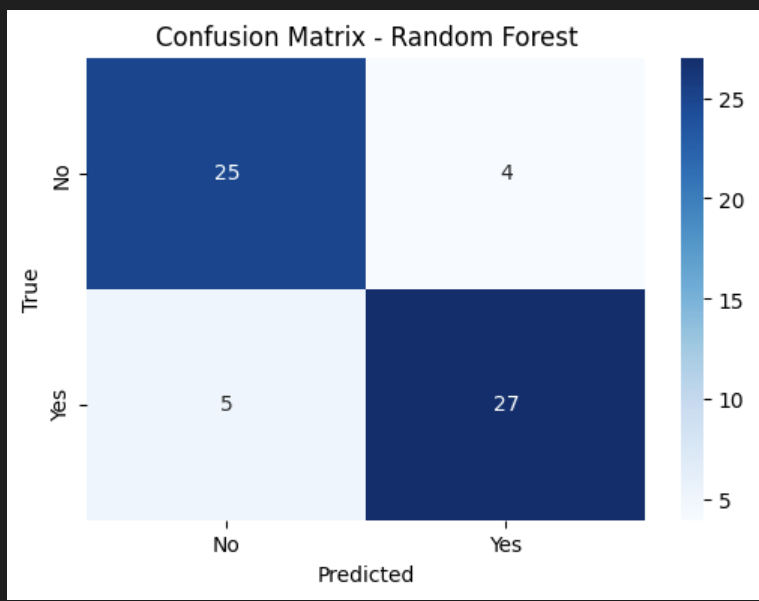 Confusion Matrix - Random Forest
25
20
15
10
5
No
Yes
True
25
4
5
27
No
Yes
Predicted